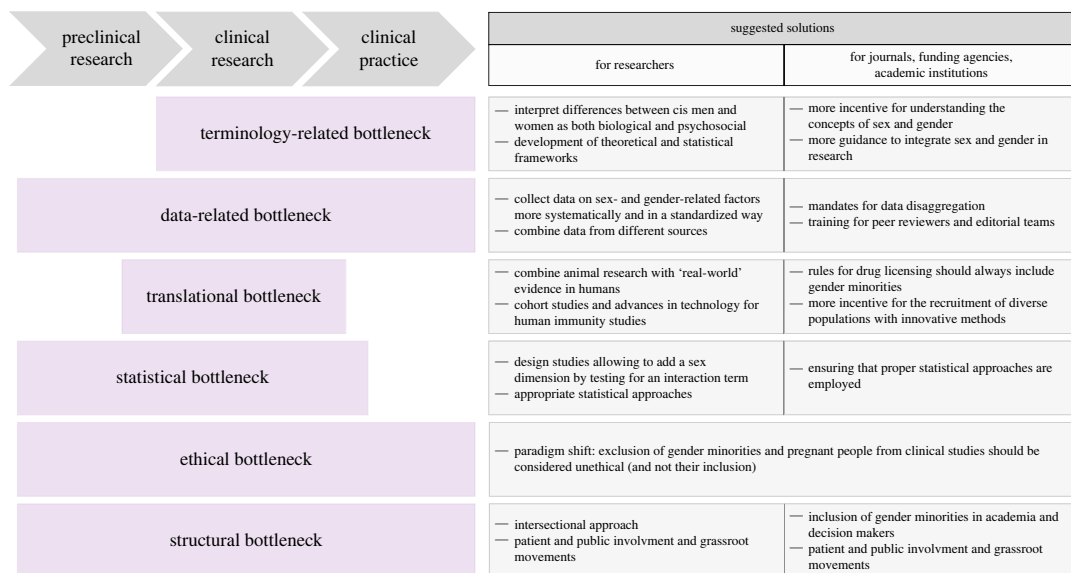 preclinical
research
clinical
research
clinical
practice
suggested solutions
for researchers
for journals, funding agencies,
academic institutions
terminology-related bottleneck
— interpret differences between cis men and
women as both biological and psychosocial
— development of theoretical and statistical
frameworks
— more incentive for understanding the
concepts of sex and gender
— more guidance to integrate sex and gender in
research
data-related bottleneck
— collect data on sex- and gender-related factors
more systematically and in a standardized way
— combine data from different sources
— mandates for data disaggregation
— training for peer reviewers and editorial teams
translational bottleneck
— combine animal research with ‘real-world’
evidence in humans
— cohort studies and advances in technology for
human immunity studies
— rules for drug licensing should always include
gender minorities
— more incentive for the recruitment of diverse
populations with innovative methods
statistical bottleneck
— design studies allowing to add a sex
dimension by testing for an interaction term
— appropriate statistical approaches
— ensuring that proper statistical approaches are
employed
ethical bottleneck
— paradigm shift: exclusion of gender minorities and pregnant people from clinical studies should be
considered unethical (and not their inclusion)
structural bottleneck
— intersectional approach
— patient and public involvment and grassroot
movements
— inclusion of gender minorities in academia and
decision makers
— patient and public involvment and grassroot
movements